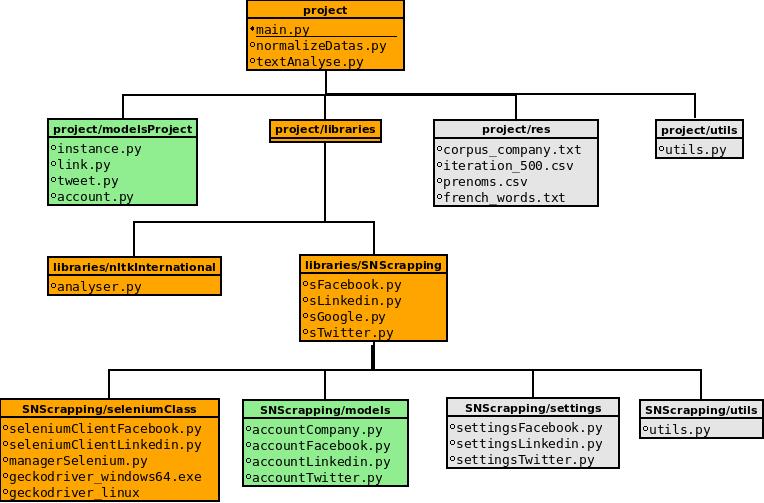 project
main.py
normalizeDatas.py
textAnalyse.py
project/modelsProject
instance.py
link.py
tweet.py
account.py
project/libraries
project/res
corpus_company.txt
iteration_500.csv
prenoms.csv
french_words.txt
project/utils
utils.py
libraries/nltkInternational
analyser.py
libraries/SNScrapping
sFacebook.py
sLinkedin.py
sGoogle.py
sTwitter.py
SNScrapping/seleniumClass
seleniumClientFacebook.py
seleniumClientLinkedin.py
managerSelenium.py
geckodriver_windows64.exe
geckodriver_linux
SNScrapping/models
accountCompany.py
accountFacebook.py
accountLinkedin.py
accountTwitter.py
SNScrapping/settings
settingsFacebook.py
settingsLinkedin.py
settingsTwitter.py
SNScrapping/utils
utils.py